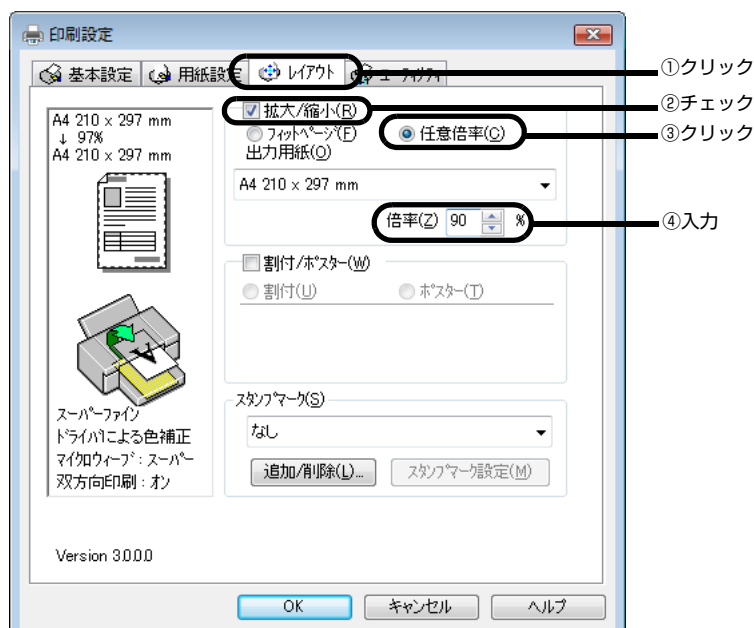 印刷設定
基本設定
用紙設定
レイアウト
ユーティリティ
①クリック
②チェック
③クリック
④入力
A4 210 x 297 mm
↓ 97%
A4 210 x 297 mm
拡大/縮小(R)
フィットページ(F)
任意倍率(C)
出力用紙(O)
A4 210 x 297 mm
倍率(Z) 90 %
割付/ポスター(W)
割付(U)
ポスター(T)
スーパーファイン
ドライバによる色補正
マイクロウィーブ:スーパー
双方向印刷:オン
スタンプマーク(S)
なし
追加/削除(L)...
スタンプマーク設定(M)
Version 3.0.0.0
OK
キャンセル
ヘルプ